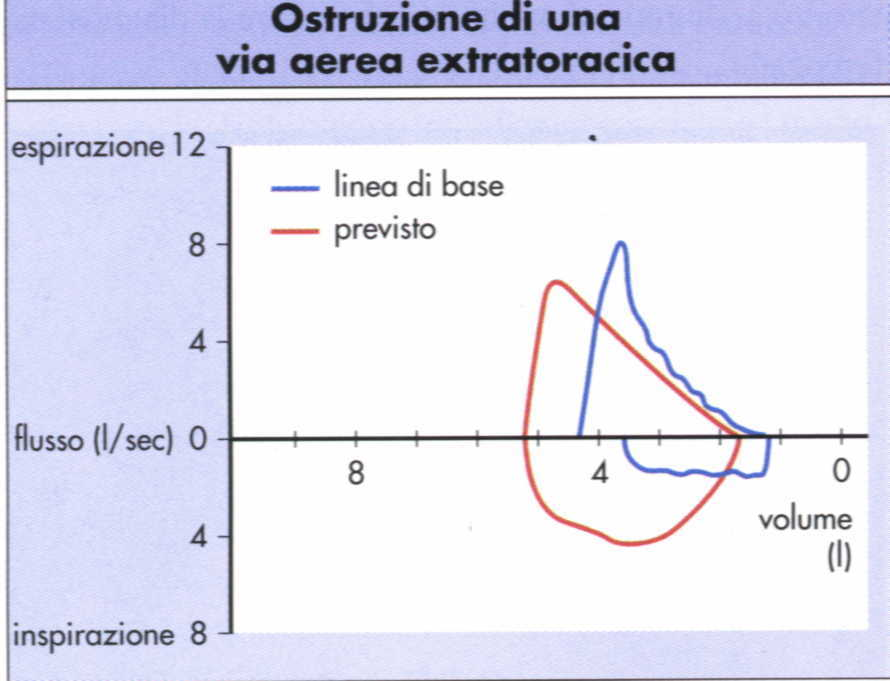 Ostruzione di una
via aerea extratoracica
espirazione 12
linea di base
previsto
8
4
flusso (l/sec) 0
8 4 0
volume
(l)
4
inspirazione 8